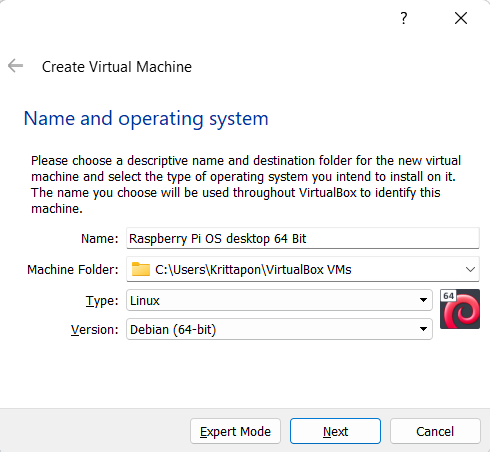 ?
Create Virtual Machine
Name and operating system
Please choose a descriptive name and destination folder for the new virtual
machine and select the type of operating system you intend to install on it.
The name you choose will be used throughout VirtualBox to identify this
machine.
Name: Raspberry Pi OS desktop 64 Bit
Machine Folder: C:\Users\Krittapon\VirtualBox VMs
Type: Linux 64
Version: Debian (64-bit)
Expert Mode Next Cancel